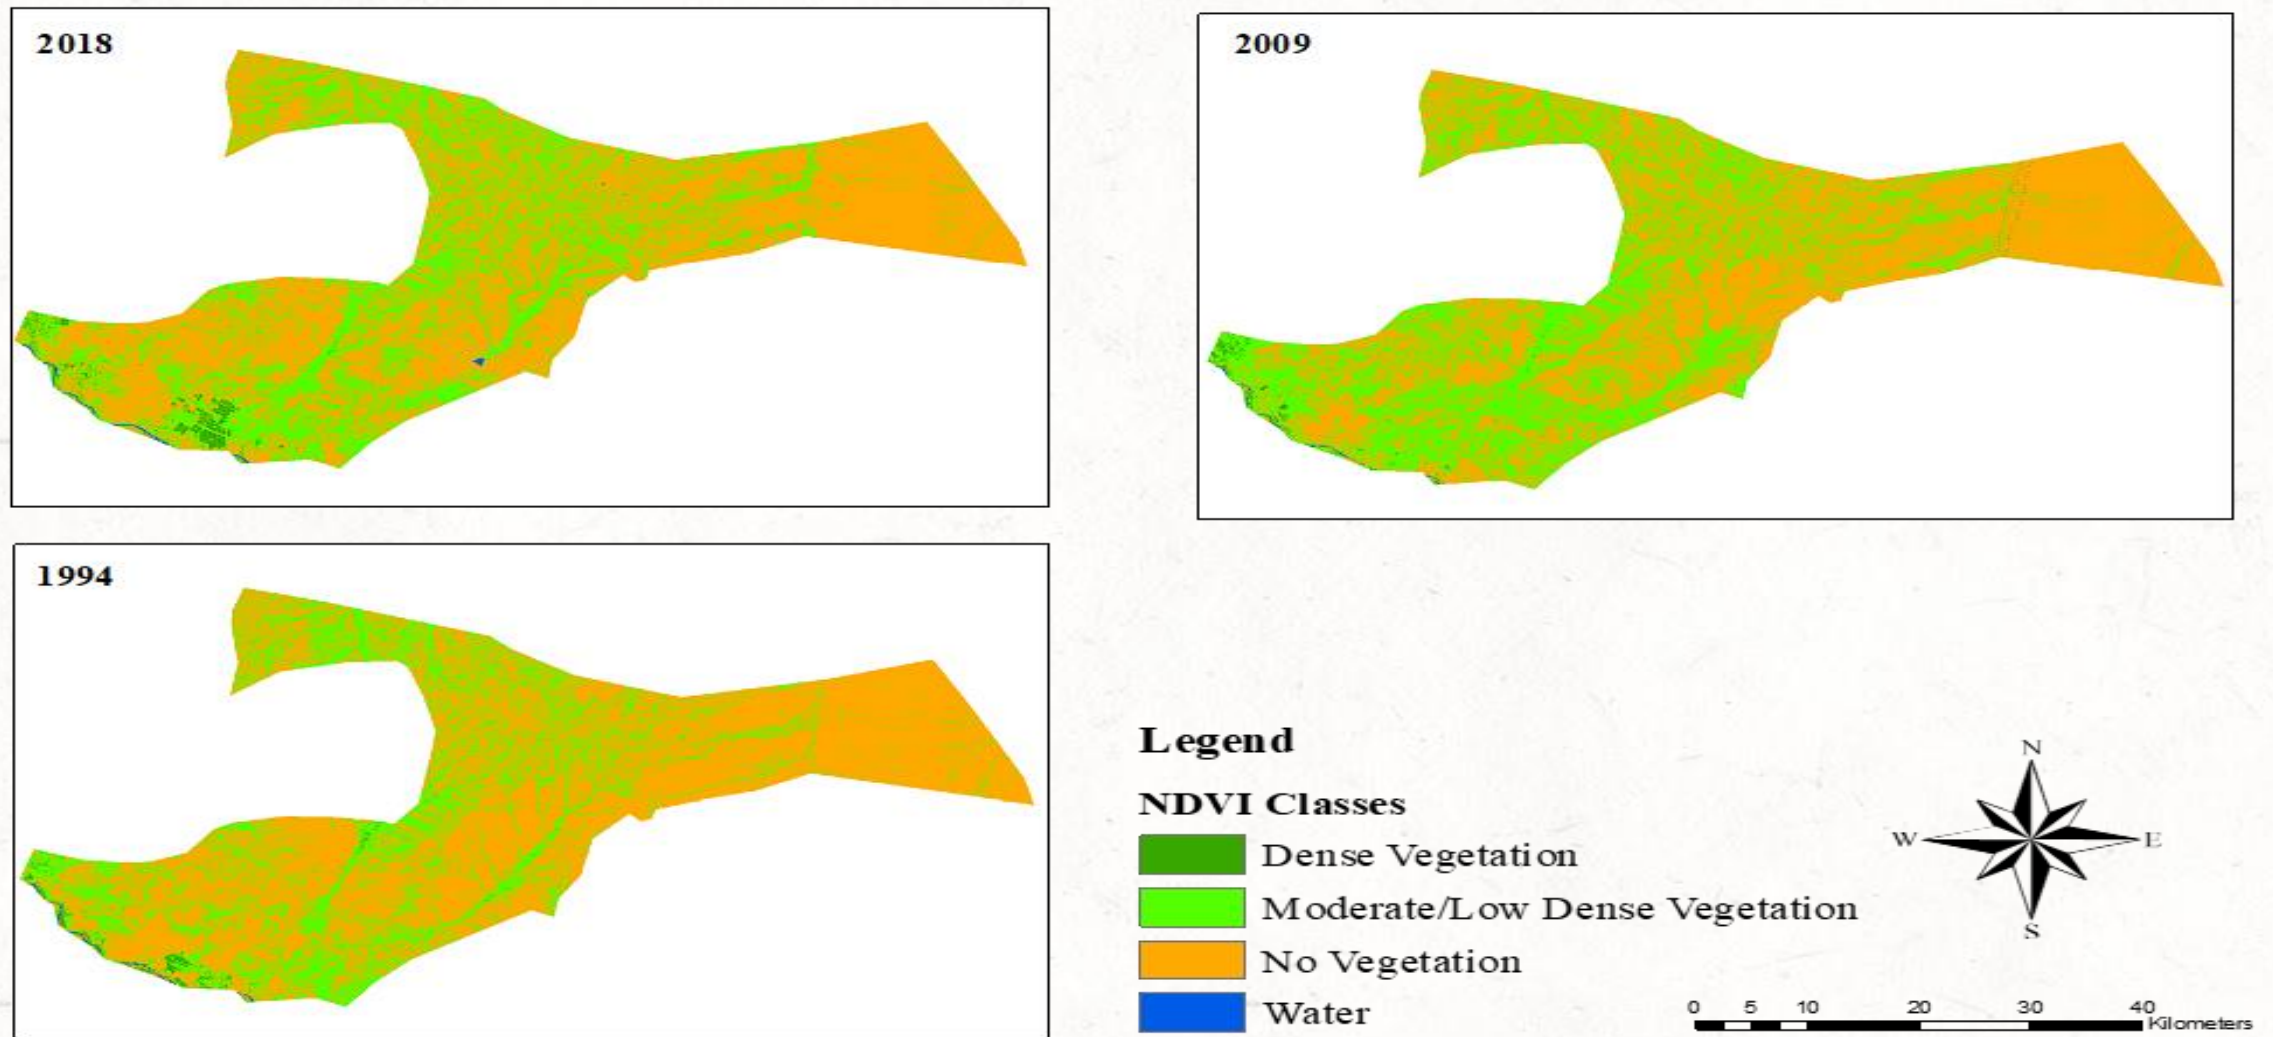 2018
2009
1994
Legend
NDVI Classes
Dense Vegetation
Moderate/Low Dense Vegetation
No Vegetation
Water
N
W E
S
0 5 10 20 30 40
Kilometers